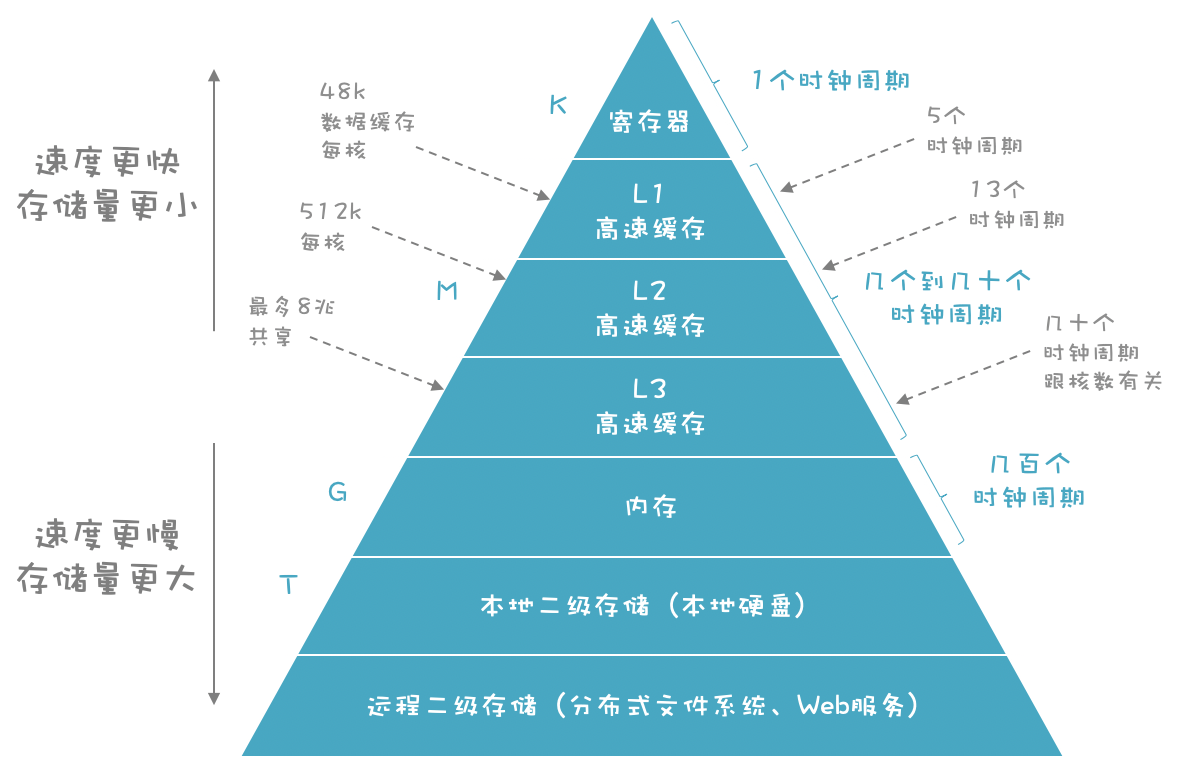 速度更快
存储量更小
速度更慢
存储量更大
48k
数据缓存
每核
512k
每核
最多8兆
共享
K
M
G
T
寄存器
L1
高速缓存
L2
高速缓存
L3
高速缓存
内存
本地二级存储（本地硬盘）
远程二级存储（分布式文件系统、Web服务）
1个时钟周期
5个
时钟周期
13个
时钟周期
几个到几十个
时钟周期
几十个
时钟周期
跟核数有关
几百个
时钟周期